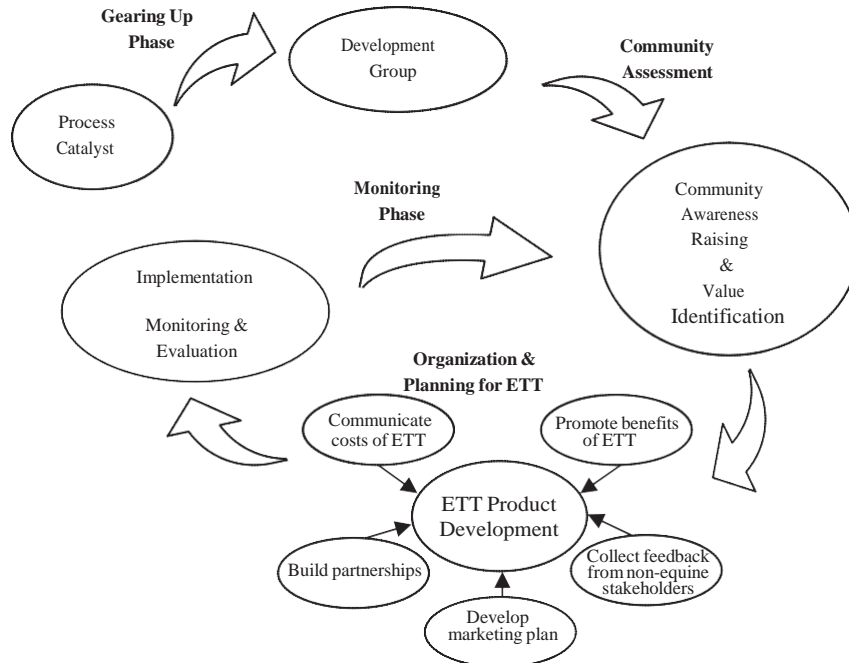 Gearing Up
Phase
Development
Group
Community
Assessment
Process
Catalyst
Monitoring
Phase
Community
Awareness
Raising
&
Value
Identification
Implementation
Monitoring &
Evaluation
Organization &
Planning for ETT
Communicate
costs of ETT
Promote benefits
of ETT
ETT Product
Development
Build partnerships
Collect feedback
from non-equine
stakeholders
Develop
marketing plan